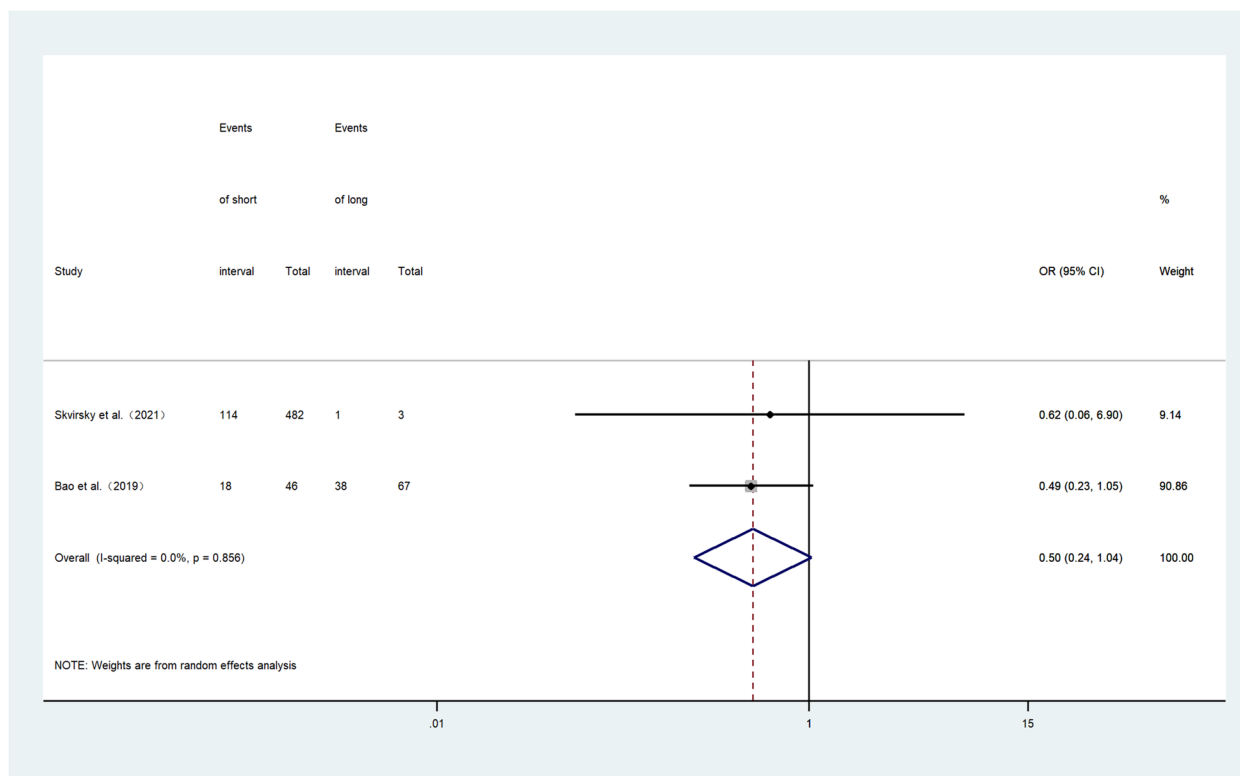 Events Events
of short of long %
Study interval Total interval Total OR (95% CI) Weight
Skvirsky et al.（2021） 114 482 1 3 0.62 (0.06, 6.90) 9.14
Bao et al.（2019） 18 46 38 67 0.49 (0.23, 1.05) 90.86
Overall (I-squared = 0.0%, p = 0.856) 0.50 (0.24, 1.04) 100.00
NOTE: Weights are from random effects analysis
.01 1 15